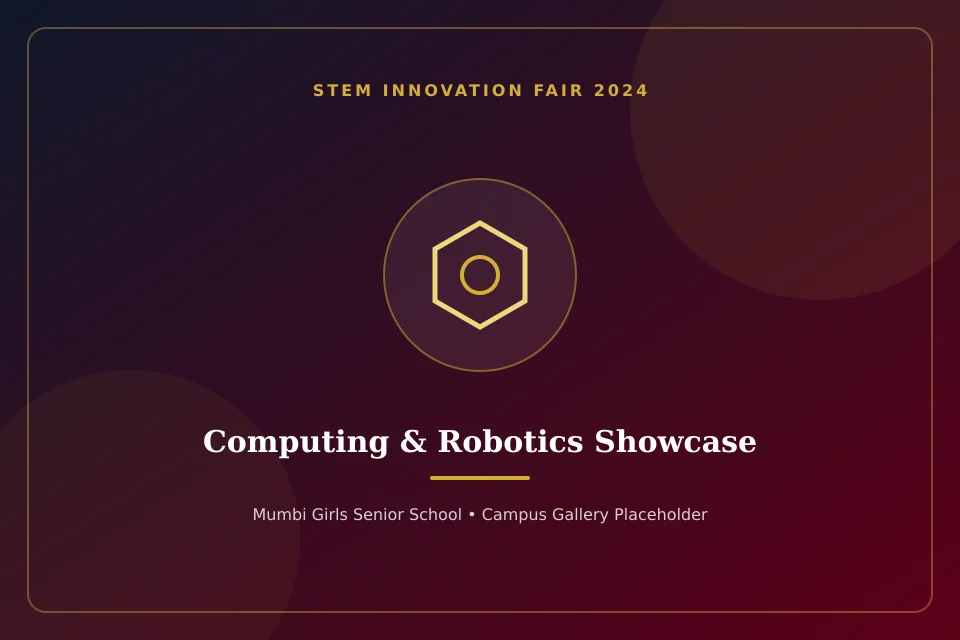 STEM INNOVATION FAIR 2024
Computing & Robotics Showcase
Mumbi Girls Senior School • Campus Gallery Placeholder